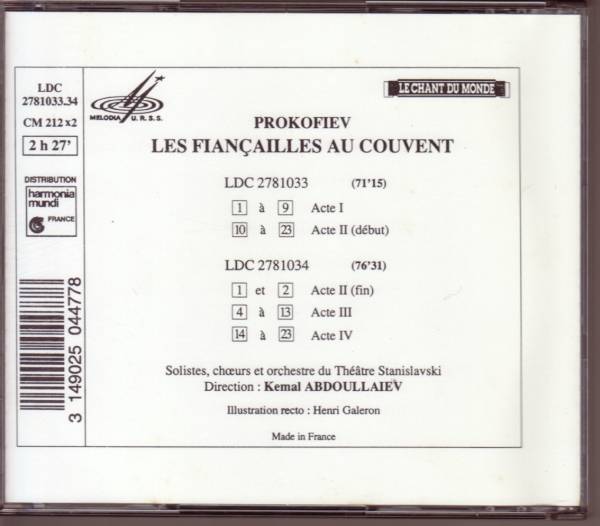 LDC
2781033.34
CM 212 x2
2 h 27'
DISTRIBUTION
harmonia
mundi
FRANCE
3 149025 044778
MELODIA U.R.S.S.
LE CHANT DU MONDE
PROKOFIEV
LES FIANÇAILLES AU COUVENT
LDC 2781033 (71'15)
1 à 9 Acte I
10 à 23 Acte II (début)
LDC 2781034 (76'31)
1 et 2 Acte II (fin)
4 à 13 Acte III
14 à 23 Acte IV
Solistes, chœurs et orchestre du Théâtre Stanislavski
Direction : Kemal ABDOULLAIEV
Illustration recto : Henri Galeron
Made in France